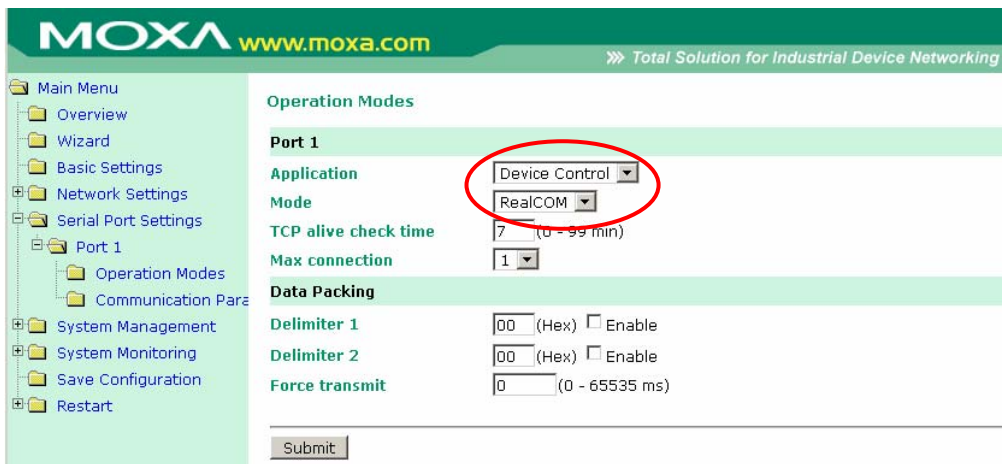 MOXA www.moxa.com
Total Solution for Industrial Device Networking
Main Menu
Overview
Wizard
Basic Settings
Network Settings
Serial Port Settings
Port 1
Operation Modes
Communication Para
System Management
System Monitoring
Save Configuration
Restart
Operation Modes
Port 1
Application Device Control
Mode RealCOM
TCP alive check time 7 (0 - 99 min)
Max connection 1
Data Packing
Delimiter 1 00 (Hex) Enable
Delimiter 2 00 (Hex) Enable
Force transmit 0 (0 - 65535 ms)
Submit